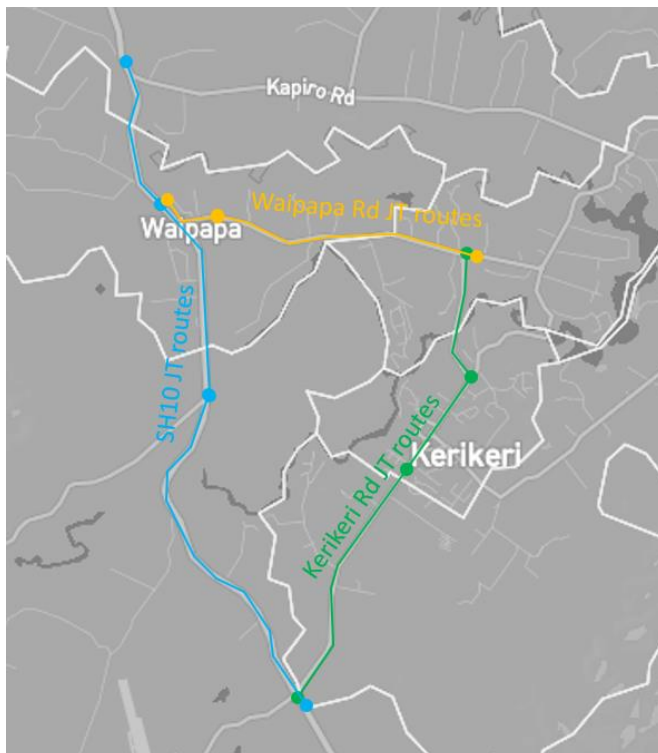 Kapiro Rd
Waipapa Rd JT routes
Waipapa
SH10 JT routes
Kerikeri Rd JT routes
Kerikeri